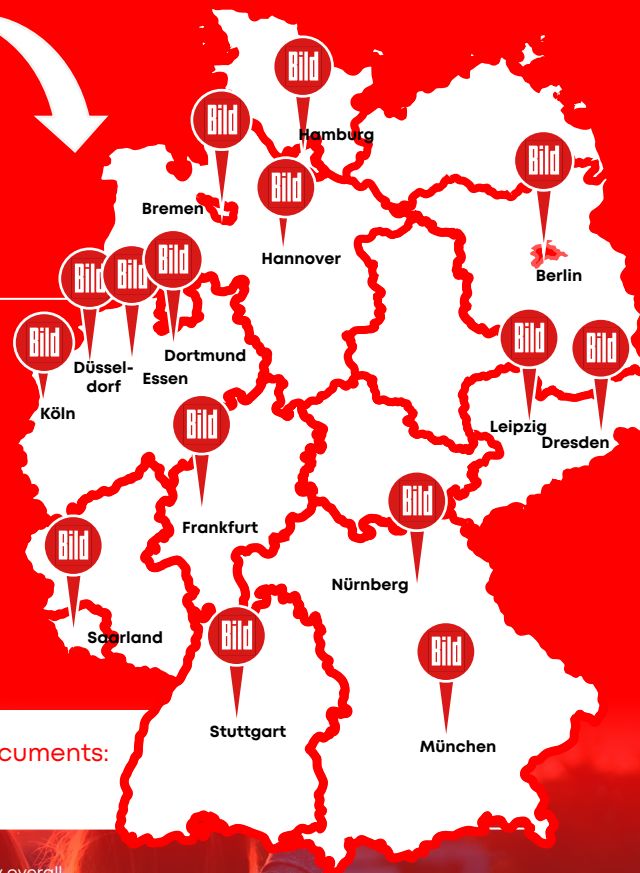 Bild
Bild
Hamburg
Bild
Bild
Bremen
Hannover
Berlin
Bild
Bild
Bild
Düssel-
dorf
Essen
Dortmund
Bild
Köln
Bild
Leipzig
Bild
Dresden
Bild
Frankfurt
Bild
Nürnberg
Bild
Saarland
Bild
Stuttgart
Bild
München
cuments:
overall